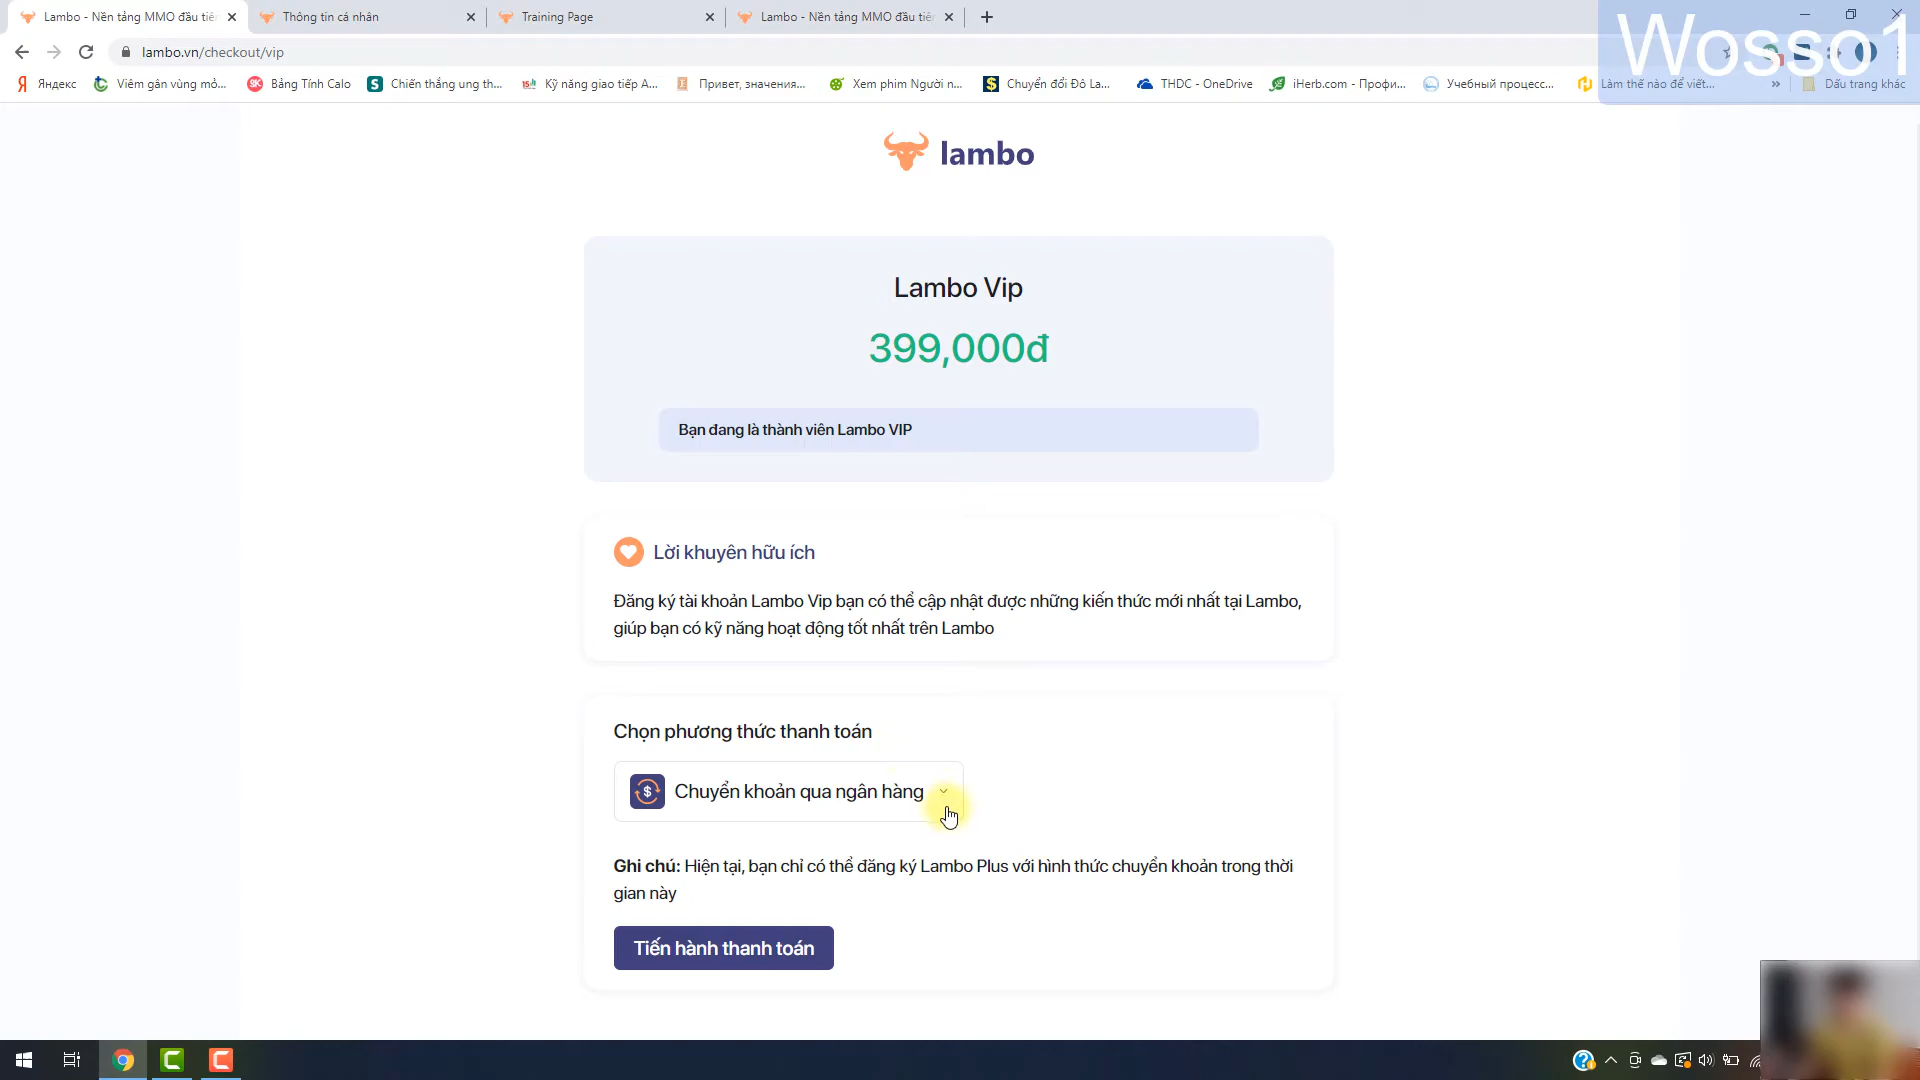 Lambo - Nền tảng MMO đầu tiên
Thông tin cá nhân
Training Page
Lambo - Nền tảng MMO đầu tiên
Wosso1
lambo.vn/checkout/vip
Яндекс
Viêm gân vùng mỏ...
Bảng Tính Calo
Chiến thắng ung th...
Kỹ năng giao tiếp A...
Привет, значения...
Xem phim Người n...
Chuyển đổi Đô La...
THDC - OneDrive
iHerb.com - Профи...
Учебный процесс...
Làm thế nào để viết...
Dấu trang khác
lambo
Lambo Vip
399,000đ
Bạn đang là thành viên Lambo VIP
Lời khuyên hữu ích
Đăng ký tài khoản Lambo Vip bạn có thể cập nhật được những kiến thức mới nhất tại Lambo,
giúp bạn có kỹ năng hoạt động tốt nhất trên Lambo
Chọn phương thức thanh toán
Chuyển khoản qua ngân hàng
Ghi chú: Hiện tại, bạn chỉ có thể đăng ký Lambo Plus với hình thức chuyển khoản trong thời
gian này
Tiến hành thanh toán